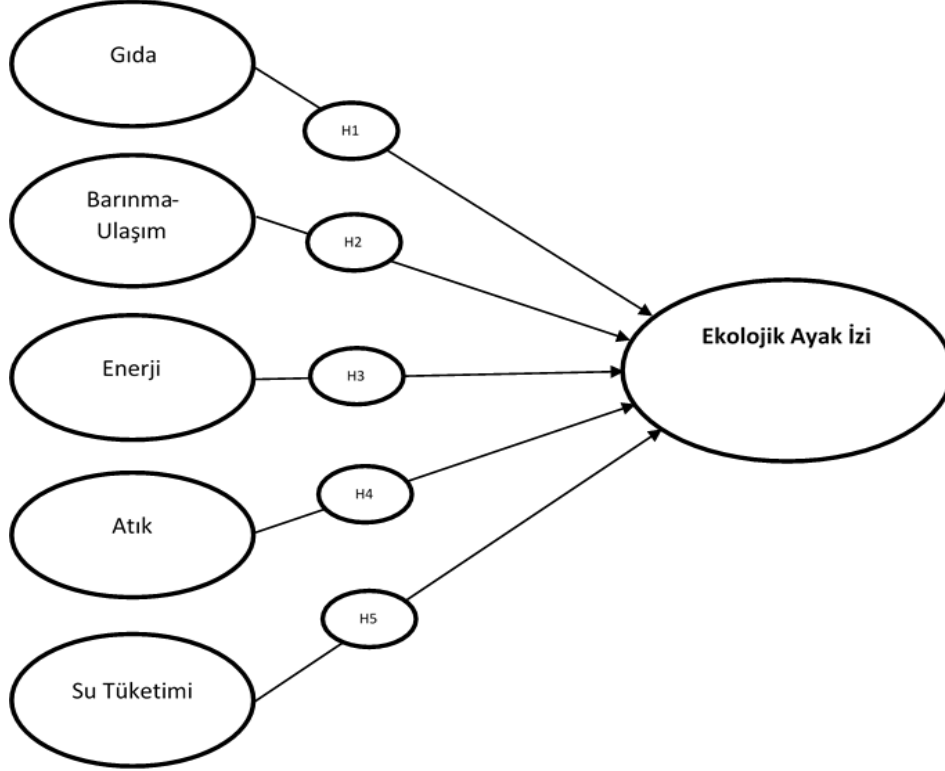 Gıda
H1
Barınma-
Ulaşım
H2
Ekolojik Ayak İzi
Enerji
H3
Atık
H4
H5
Su Tüketimi